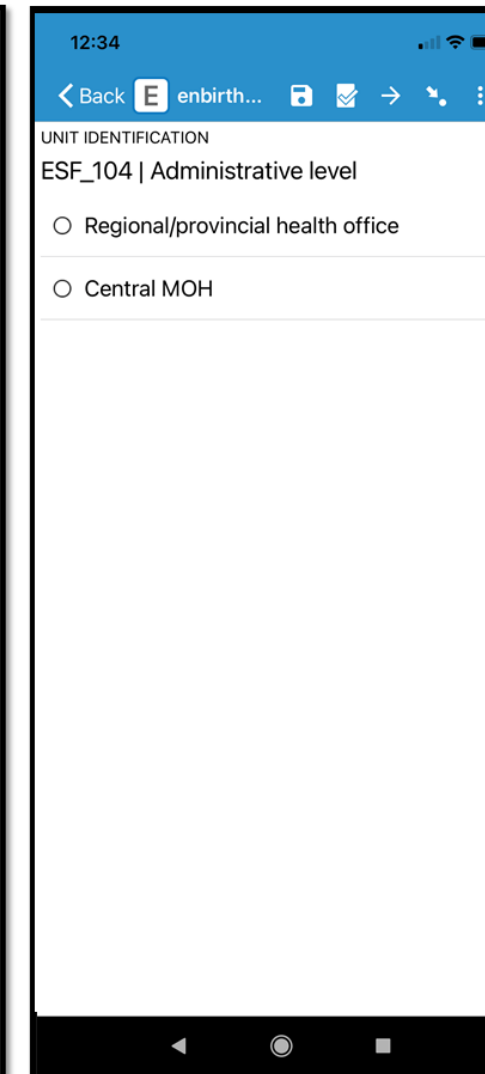 12:34
Back E enbirth...
UNIT IDENTIFICATION
ESF_104 | Administrative level
Regional/provincial health office
Central MOH